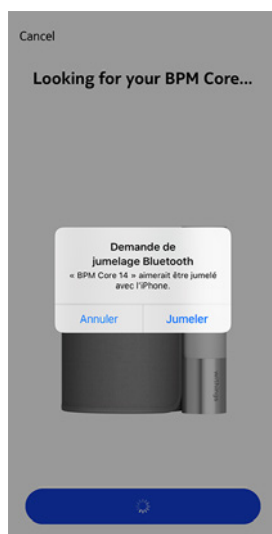 Cancel
Looking for your BPM Core...
Demande de
jumelage Bluetooth
« BPM Core 14 » aimerait être jumelé
avec l'iPhone.
Annuler Jumeler
WITHINGS